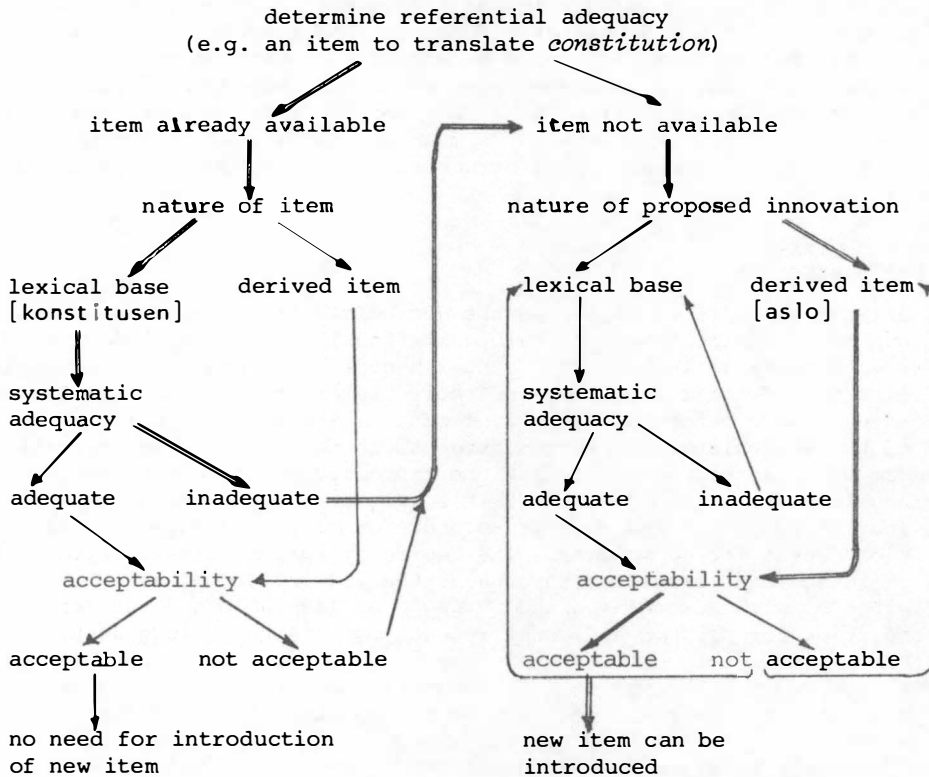 determine referential adequacy
(e.g. an item to translate constitution)
item already available
item not available
nature of item
nature of proposed innovation
lexical base
[konstitusen]
derived item
lexical base
derived item
[aslo]
systematic
adequacy
systematic
adequacy
adequate
inadequate
adequate
inadequate
acceptability
acceptability
acceptable
not acceptable
acceptable
not acceptable
no need for introduction
of new item
new item can be
introduced